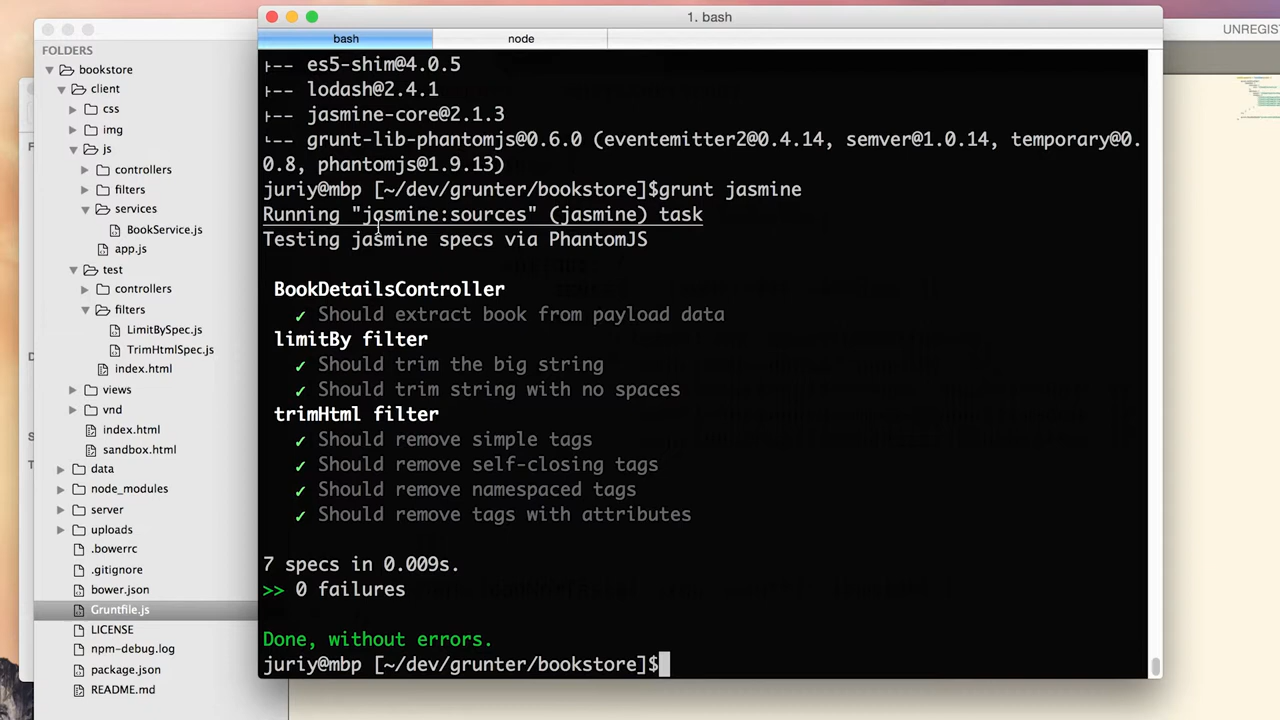 1. bash
UNREGIS
bash
node
FOLDERS
bookstore
client
css
img
js
controllers
filters
services
BookService.js
app.js
test
controllers
filters
LimitBySpec.js
TrimHtmlSpec.js
index.html
views
vnd
index.html
sandbox.html
data
node_modules
server
uploads
.bowerrc
.gitignore
bower.json
Gruntfile.js
LICENSE
npm-debug.log
package.json
README.md
├── es5-shim@4.0.5
├── lodash@2.4.1
├── jasmine-core@2.1.3
└── grunt-lib-phantomjs@0.6.0 (eventemitter2@0.4.14, semver@1.0.14, temporary@0.
0.8, phantomjs@1.9.13)
juriy@mbp [~/dev/grunter/bookstore]$grunt jasmine
Running "jasmine:sources" (jasmine) task
Testing jasmine specs via PhantomJS
BookDetailsController
✓ Should extract book from payload data
limitBy filter
✓ Should trim the big string
✓ Should trim string with no spaces
trimHtml filter
✓ Should remove simple tags
✓ Should remove self-closing tags
✓ Should remove namespaced tags
✓ Should remove tags with attributes
7 specs in 0.009s.
>> 0 failures
Done, without errors.
juriy@mbp [~/dev/grunter/bookstore]$